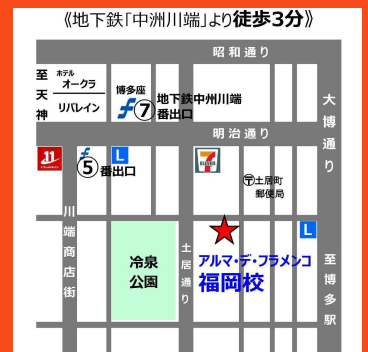 《地下鉄「中洲川端」より徒歩3分》
昭和通り
至天神
ホテル
オークラ
リバレイン
博多座
⑦
地下鉄中洲川端
番出口
大博通り
明治通り
⑤
番出口
L
7
ELEVEN
〒土居町
郵便局
川端商店街
冷泉
公園
土居通り
L
アルマ・デ・フラメンコ
福岡校
至博多駅